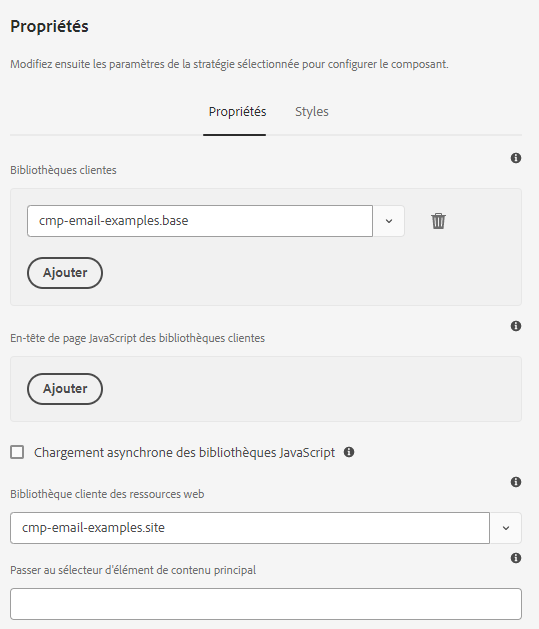 Propriétés
Modifiez ensuite les paramètres de la stratégie sélectionnée pour configurer le composant.
Propriétés Styles
Bibliothèques clientes
cmp-email-examples.base
Ajouter
En-tête de page JavaScript des bibliothèques clientes
Ajouter
Chargement asynchrone des bibliothèques JavaScript
Bibliothèque cliente des ressources web
cmp-email-examples.site
Passer au sélecteur d'élément de contenu principal